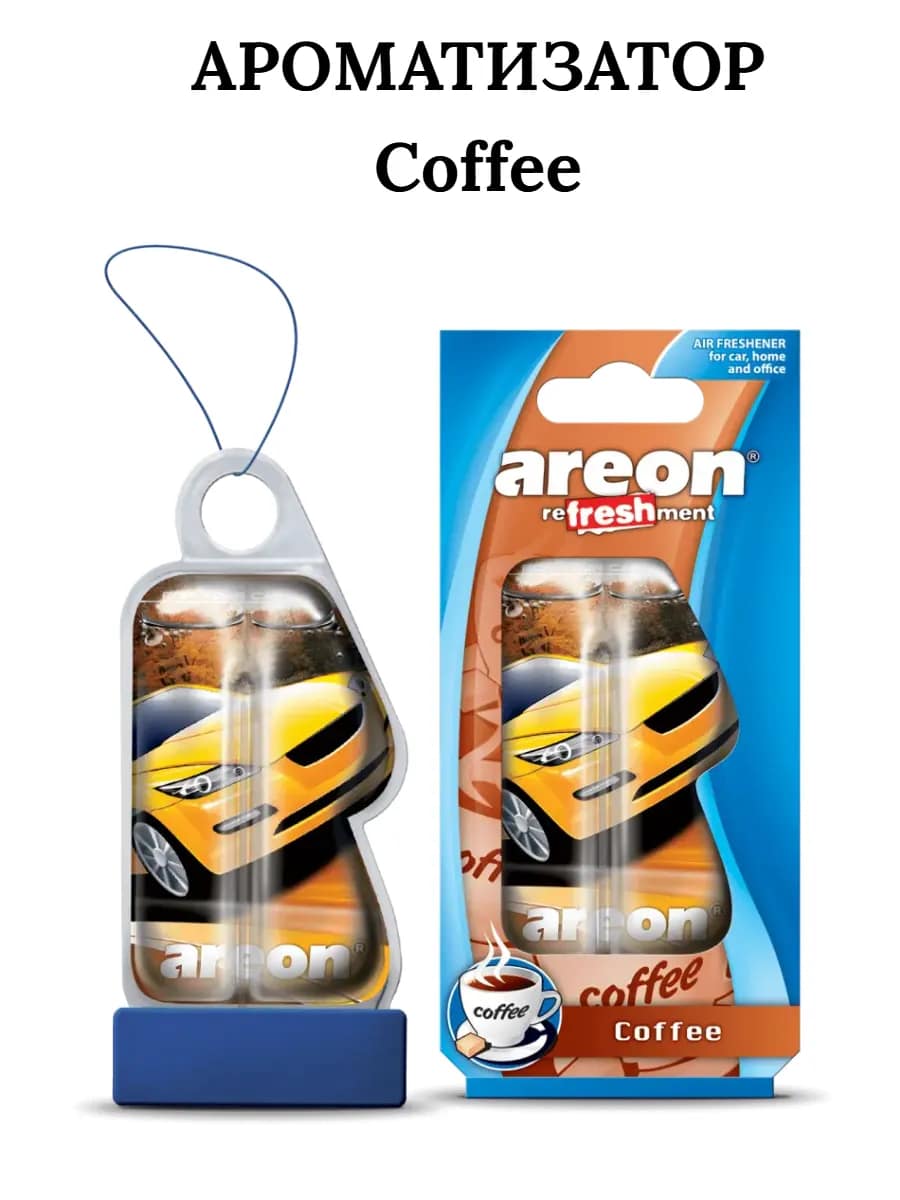 АРОМАТИЗАТОР
Coffee
AIR FRESHENER
for car, home
and office
areon®
refreshment
areon®
areon®
coffee
coffee
Coffee